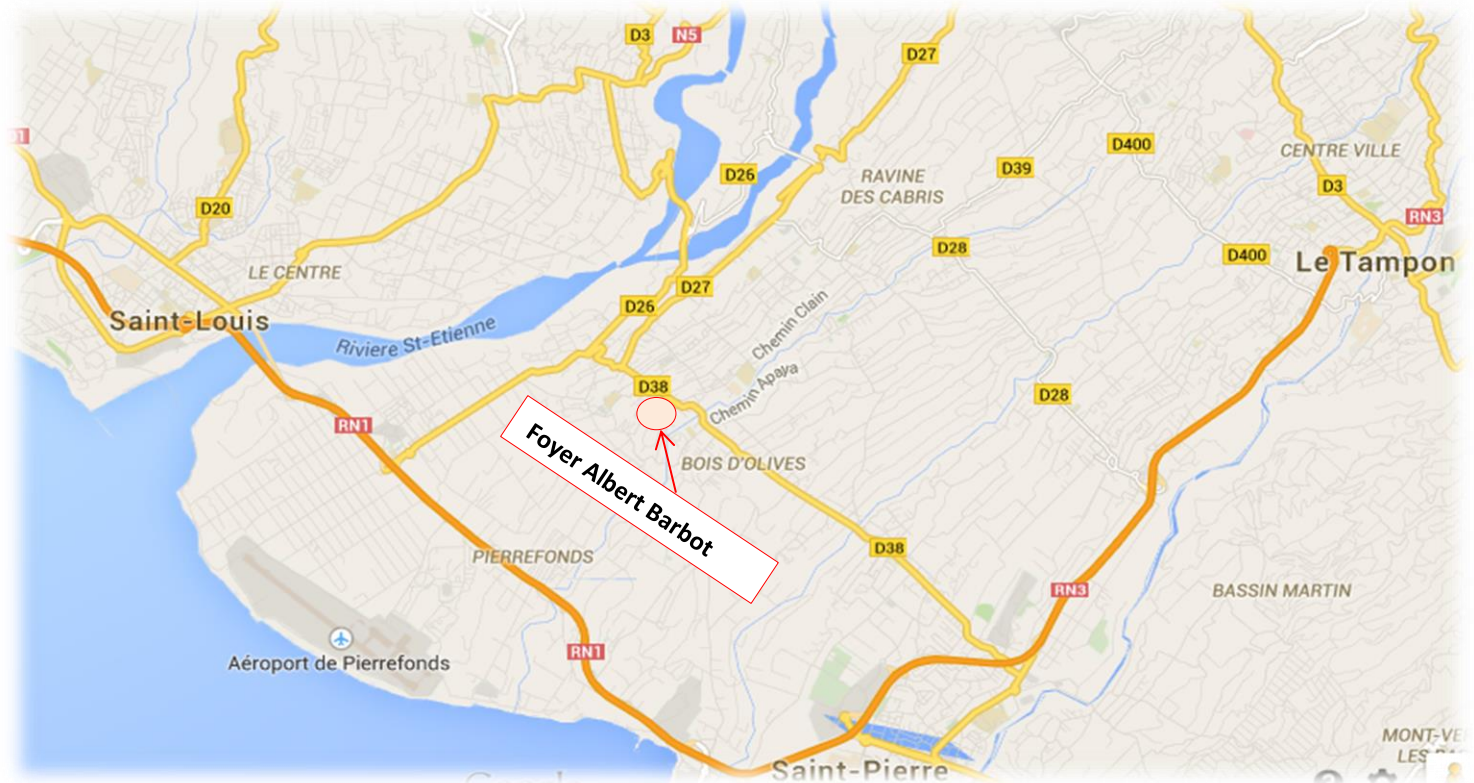 D3
N5
D27
D400
CENTRE VILLE
D26
RAVINE
DES CABRIS
D39
D3
D20
RN3
D28
D400
Le Tampon
LE CENTRE
D27
D26
Saint-Louis
Riviere St-Etienne
Chemin Clain
Chemin Apaya
D38
D28
RN1
Foyer Albert Barbot
BOIS D'OLIVES
PIERREFONDS
D38
RN3
BASSIN MARTIN
RN1
Aéroport de Pierrefonds
Saint-Pierre